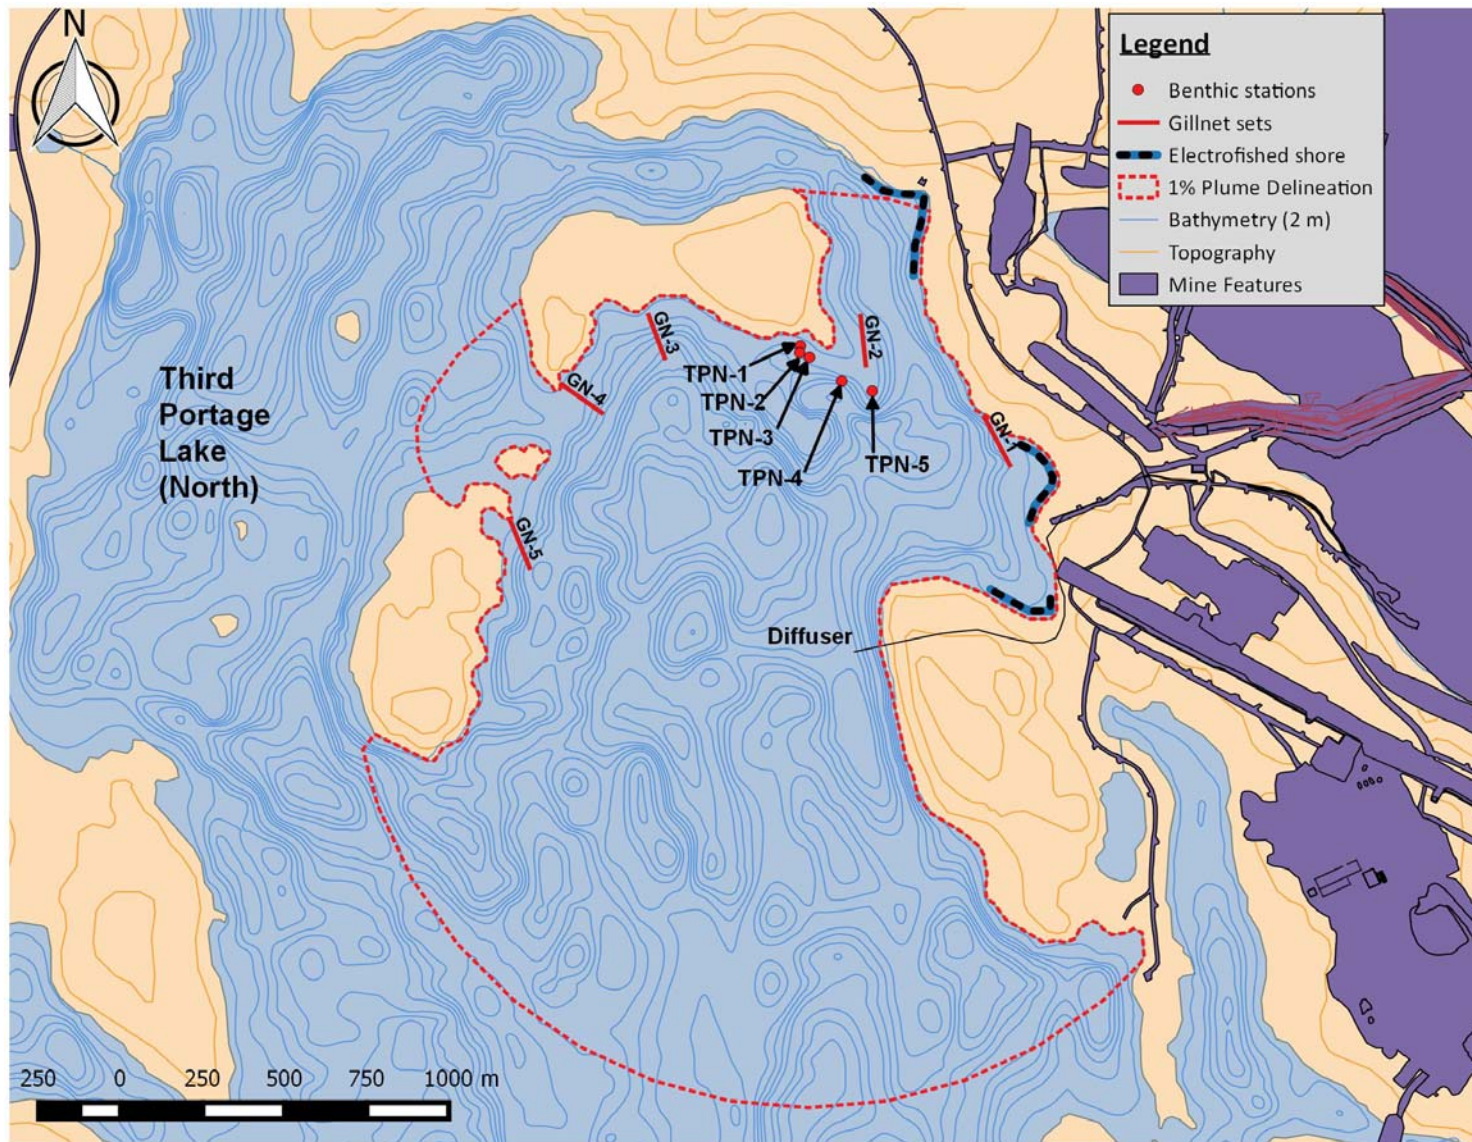 N
Legend
Benthic stations
Gillnet sets
Electrofished shore
1% Plume Delineation
Bathymetry (2 m)
Topography
Mine Features
Third
Portage
Lake
(North)
GN-3
GN-2
GN-4
TPN-1
TPN-2
TPN-3
TPN-4
TPN-5
GN-1
GN-5
Diffuser
250 0 250 500 750 1000 m